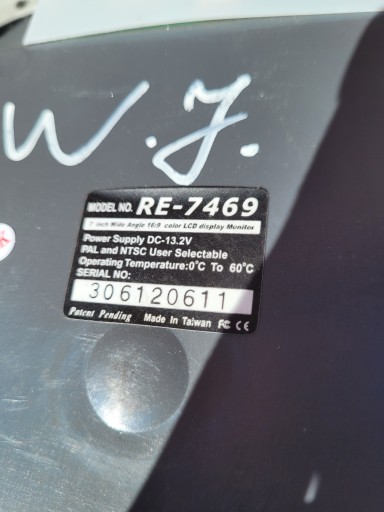 W.J.
MODEL NO. RE-7469
7 inch Wide Angle 16:9 color LCD display Monitor
Power Supply DC-13.2V
PAL and NTSC User Selectable
Operating Temperature:0°C To 60°C
SERIAL NO:
306120611
Patent Pending Made In Taiwan FC CE